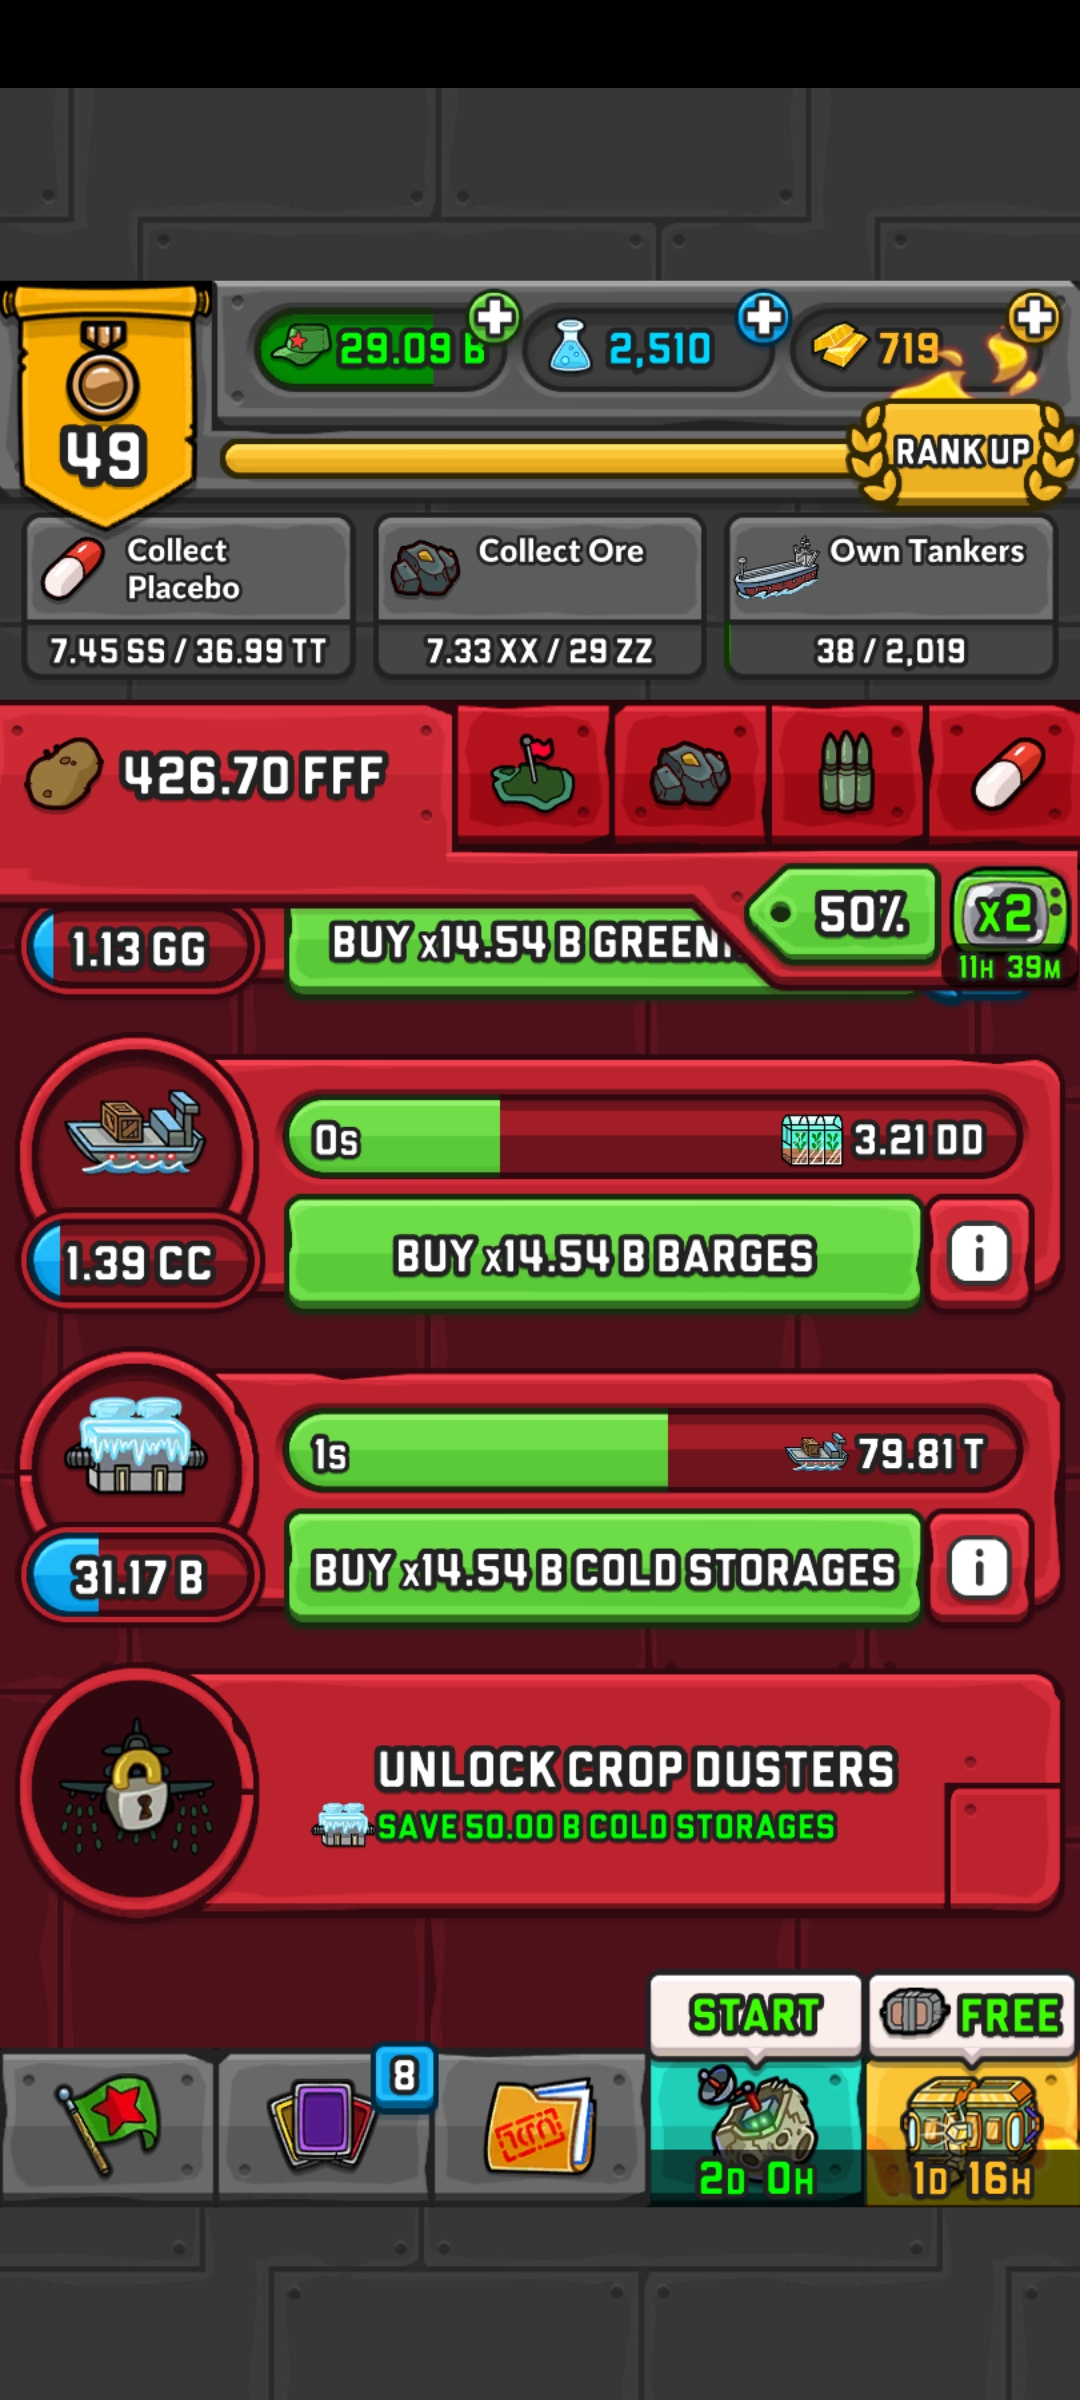 29.09 B
2,510
719
49
RANK UP
Collect
Placebo
7.45 SS / 36.99 TT
Collect Ore
7.33 XX / 29 ZZ
Own Tankers
38 / 2,019
426.70 FFF
50%
x2
11H 39M
1.13 GG
BUY x14.54 B
0s
3.21 DD
1.39 CC
BUY x14.54 B BARGES
i
1s
79.81 T
31.17 B
BUY x14.54 B COLD STORAGES
i
UNLOCK CROP DUSTERS
SAVE 50.00 B COLD STORAGES
START
FREE
8
2D 0H
1D 16H